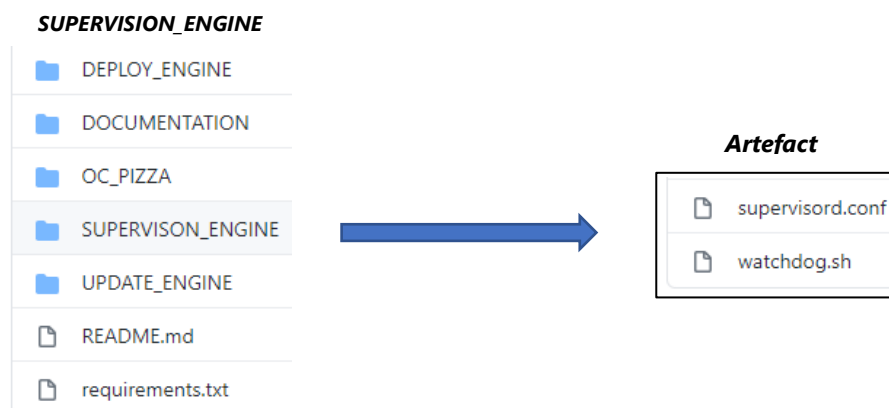 SUPERVISION_ENGINE
DEPLOY_ENGINE
DOCUMENTATION
OC_PIZZA
SUPERVISON_ENGINE
UPDATE_ENGINE
README.md
requirements.txt
Artefact
supervisord.conf
watchdog.sh